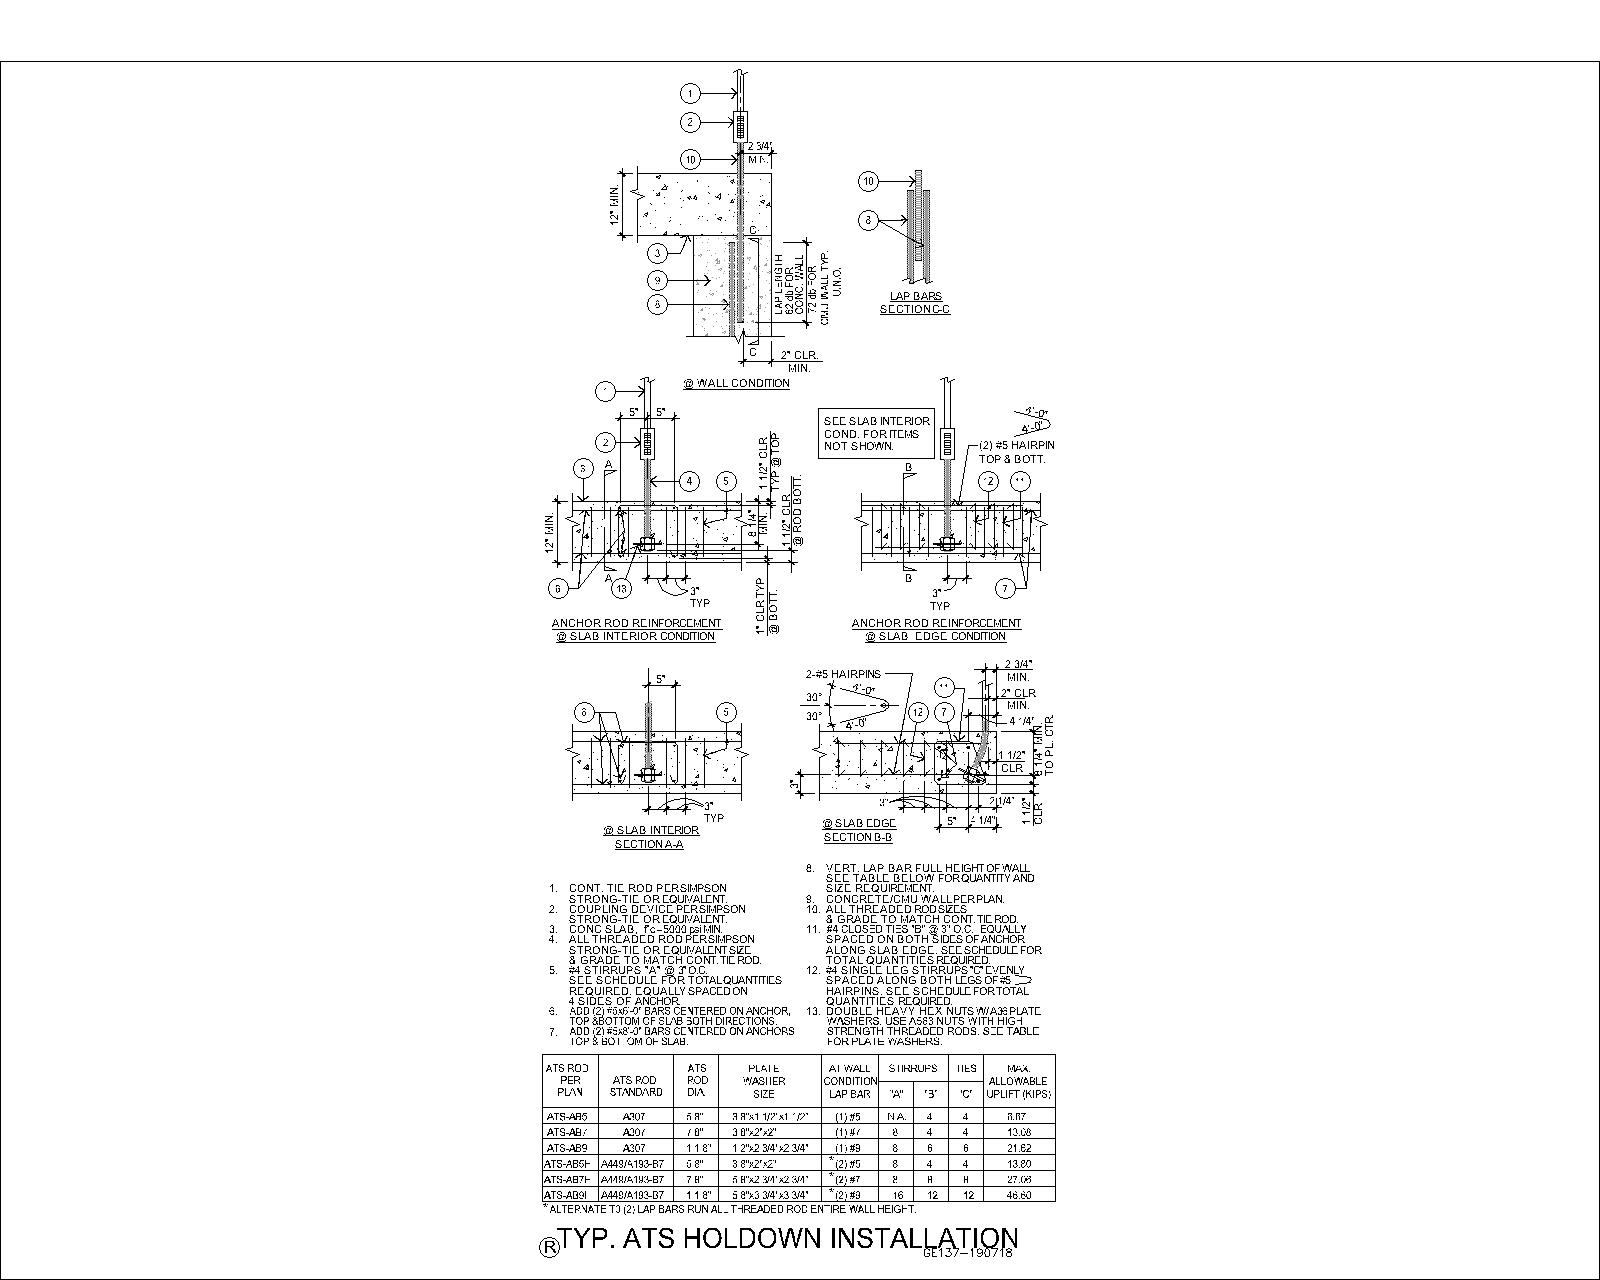 1
2
10
2 3/4"
MIN.
12" MIN.
3
9
8
C
C
LAP LENGTH
62 db FOR
CONC. WALL
72 db FOR
CMU WALL TYP.
U.N.O.
2" CLR.
MIN.
@ WALL CONDITION
10
8
LAP BARS
SECTION C-C
1
5"
5"
2
A
3
4
5
1 1/2" CLR
TYP @ TOP
8 1/4"
MIN.
1 1/2" CLR
@ ROD BOTT.
12" MIN.
6
A
13
3"
TYP
1" CLR TYP
@ BOTT.
ANCHOR ROD REINFORCEMENT
@ SLAB INTERIOR CONDITION
SEE SLAB INTERIOR
COND. FOR ITEMS
NOT SHOWN.
4'-0"
(2) #5 HAIRPIN
TOP & BOTT.
B
12
11
B
3"
TYP
7
ANCHOR ROD REINFORCEMENT
@ SLAB EDGE CONDITION
5"
6
5
3"
TYP
@ SLAB INTERIOR
SECTION A-A
2-#5 HAIRPINS
30°
30°
4'-0"
11
12
7
2 3/4"
MIN.
2" CLR
MIN.
4 1/4"
8 1/4" MIN.
TO PL. CTR.
1 1/2"
CLR
3"
3"
2 1/4"
5"
4 1/4"
1 1/2"
CLR
@ SLAB EDGE
SECTION B-B
1. CONT. TIE ROD PER SIMPSON
STRONG-TIE OR EQUIVALENT.
2. COUPLING DEVICE PER SIMPSON
STRONG-TIE OR EQUIVALENT.
3. CONC SLAB, f'c=5000 psi MIN.
4. ALL THREADED ROD PER SIMPSON
STRONG-TIE OR EQUIVALENT SIZE
& GRADE TO MATCH CONT. TIE ROD.
5. #4 STIRRUPS "A" @ 3" O.C.
SEE SCHEDULE FOR TOTAL QUANTITIES
REQUIRED. EQUALLY SPACED ON
4 SIDES OF ANCHOR
6. ADD (2) BARS CENTERED ON ANCHOR,
TOP & BOTTOM OF SLAB BOTH DIRECTIONS.
7. ADD (2) #5x8'-0" BARS CENTERED ON ANCHORS
TOP & BOTTOM OF SLAB.
8. VERT. LAP BAR FULL HEIGHT OF WALL
SEE TABLE BELOW FOR QUANTITY AND
SIZE REQUIREMENT.
9. CONCRETE/CMU WALL PER PLAN.
10. ALL THREADED ROD SIZES
& GRADE TO MATCH CONT. TIE ROD.
11. #4 CLOSED TIES "B" @ 3" O.C. EQUALLY
SPACED ON BOTH SIDES OF ANCHOR
ALONG SLAB EDGE. SEE SCHEDULE FOR
TOTAL QUANTITIES REQUIRED.
12. #4 SINGLE LEG STIRRUPS "C" EVENLY
SPACED ALONG BOTH LEGS OF #5
HAIRPINS. SEE SCHEDULE FOR TOTAL
QUANTITIES REQUIRED.
13. DOUBLE HEAVY HEX NUTS W/A36 PLATE
WASHERS. USE A563 NUTS WITH HIGH
STRENGTH THREADED RODS. SEE TABLE
FOR PLATE WASHERS.
ATS ROD PER PLAN | ATS ROD STANDARD | ATS ROD DIA. | PLATE WASHER SIZE | AT WALL CONDITION LAP BAR | STIRRUPS "A" "B" | TIES "C" | MAX. ALLOWABLE UPLIFT (KIPS)
ATS-AB5 A307 5/8" 3/8"x1 1/2"x1 1/2" (1) #5 N.A. 4 4 6.67
ATS-AB7 A307 7/8" 3/8"x2"x2" (1) #7 8 4 4 13.08
ATS-AB9 A307 1 1/8" 1/2"x2 3/4"x2 3/4" (1) #9 8 6 6 21.62
ATS-AB5H A449/A193-B7 5/8" 3/8"x2"x2" *(2) #5 8 4 4 13.80
ATS-AB7H A449/A193-B7 7/8" 5/8"x2 3/4"x2 3/4" *(2) #7 8 8 8 27.06
ATS-AB9H A449/A193-B7 1 1/8" 5/8"x3 3/4"x3 3/4" *(2) #9 16 12 12 46.60
* ALTERNATE TO (2) LAP BARS RUN ALL THREADED ROD ENTIRE WALL HEIGHT.
® TYP. ATS HOLDOWN INSTALLATION
GE137-190718